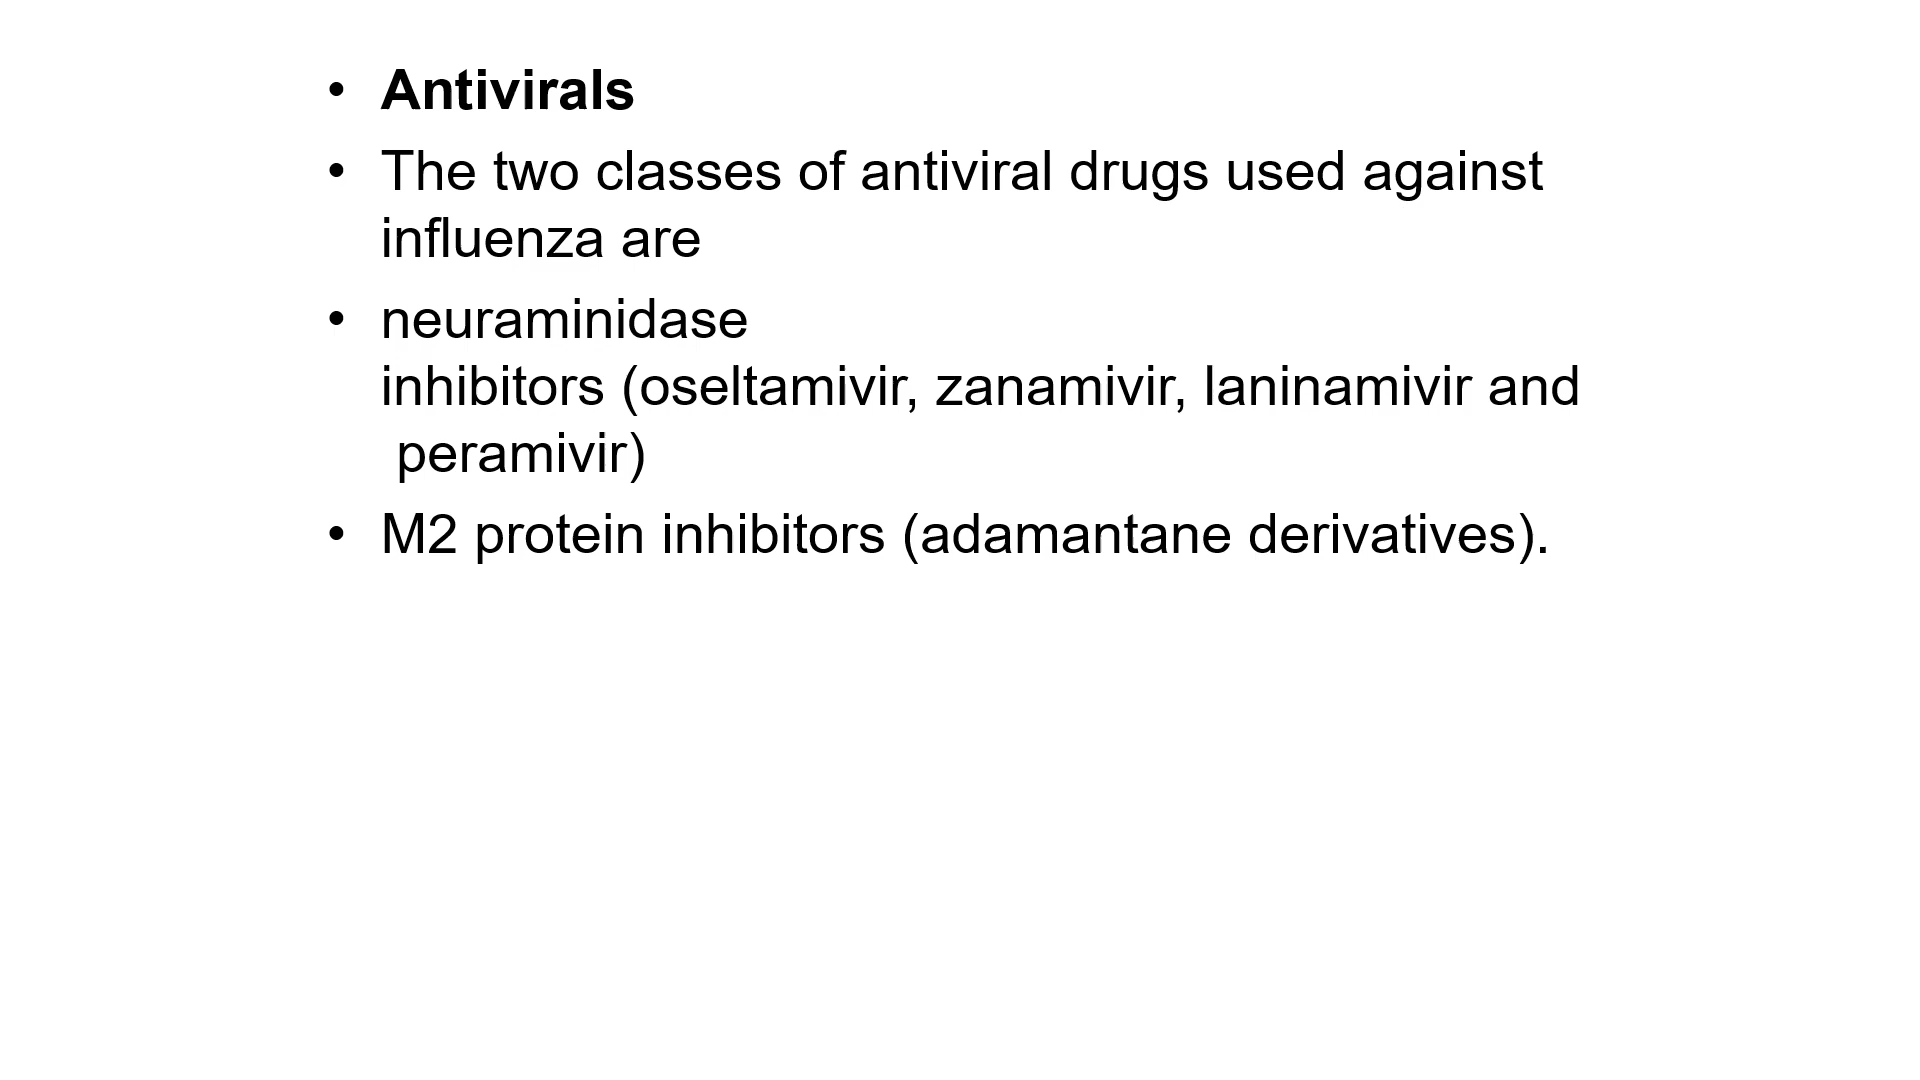 • Antivirals
• The two classes of antiviral drugs used against
influenza are
• neuraminidase
inhibitors (oseltamivir, zanamivir, laninamivir and
peramivir)
• M2 protein inhibitors (adamantane derivatives).